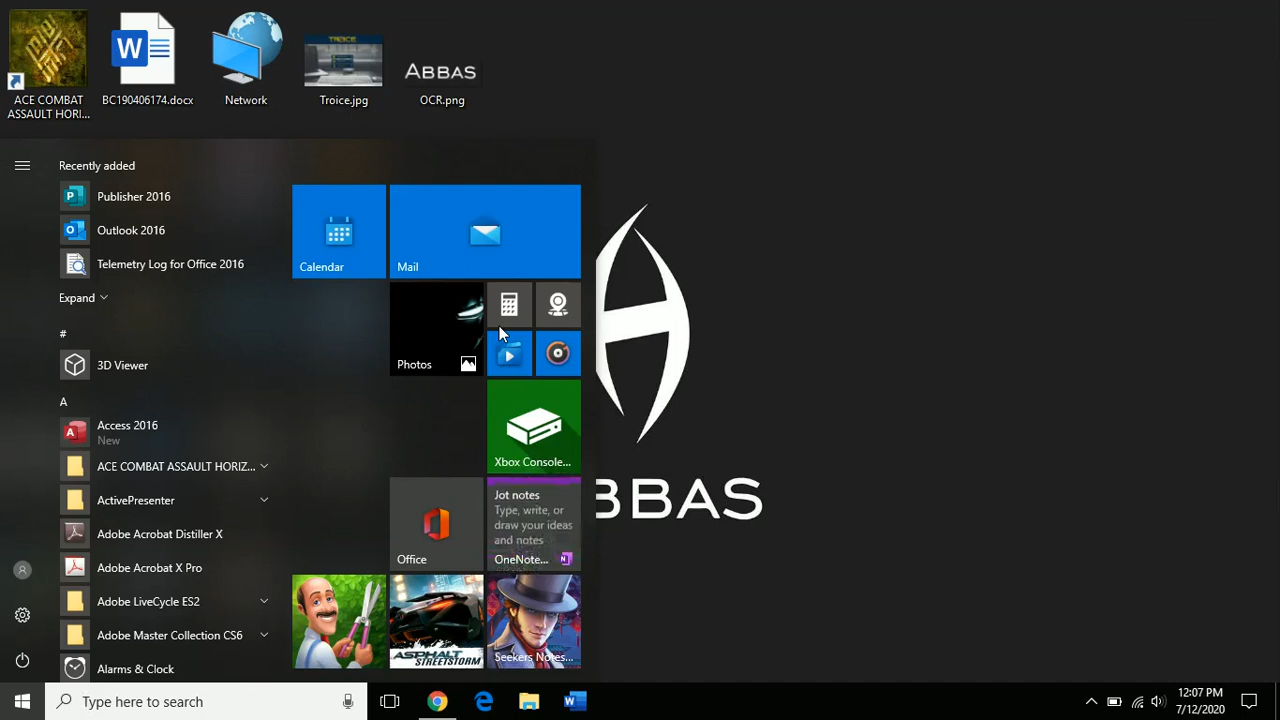 ACE COMBAT
ASSAULT HORI...
BC190406174.docx
Network
TROICE
Troice.jpg
ABBAS
OCR.png
Recently added
Publisher 2016
Outlook 2016
Telemetry Log for Office 2016
Expand
#
3D Viewer
A
Access 2016
New
ACE COMBAT ASSAULT HORIZ...
ActivePresenter
Adobe Acrobat Distiller X
Adobe Acrobat X Pro
Adobe LiveCycle ES2
Adobe Master Collection CS6
Alarms & Clock
Calendar
Mail
Photos
Xbox Console...
Office
Jot notes
Type, write, or
draw your ideas
and notes
OneNote...
ASPHALT
STREETSTORM
Seekers Notes...
BBAS
Type here to search
12:07 PM
7/12/2020